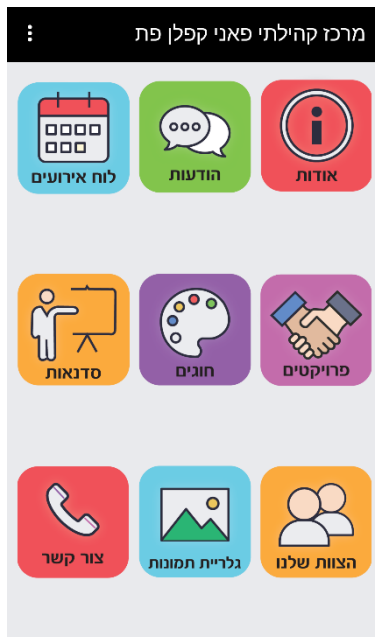 מרכז קהילתי פאני קפלן פת
אודות
הודעות
לוח אירועים
פרויקטים
חוגים
סדנאות
הצוות שלנו
גלריית תמונות
צור קשר